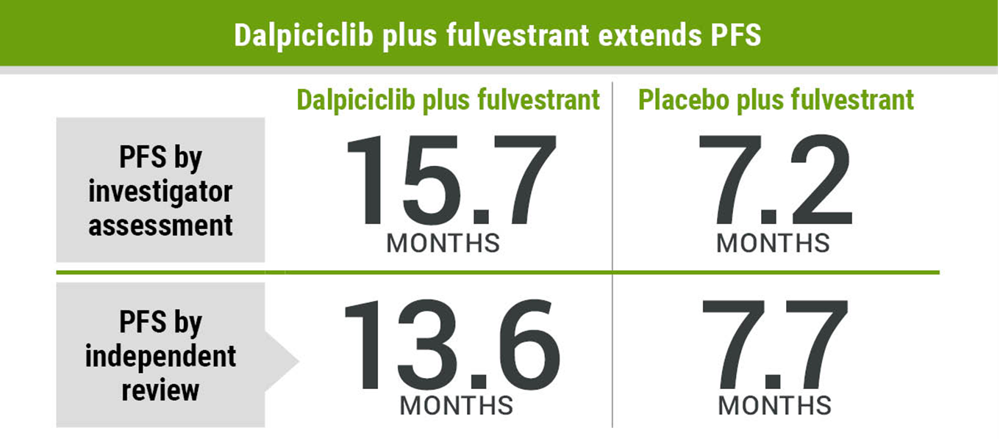 Dalpiciclib plus fulvestrant extends PFS
Dalpiciclib plus fulvestrant
Placebo plus fulvestrant
PFS by
investigator
assessment
15.7
MONTHS
7.2
MONTHS
PFS by
independent
review
13.6
MONTHS
7.7
MONTHS